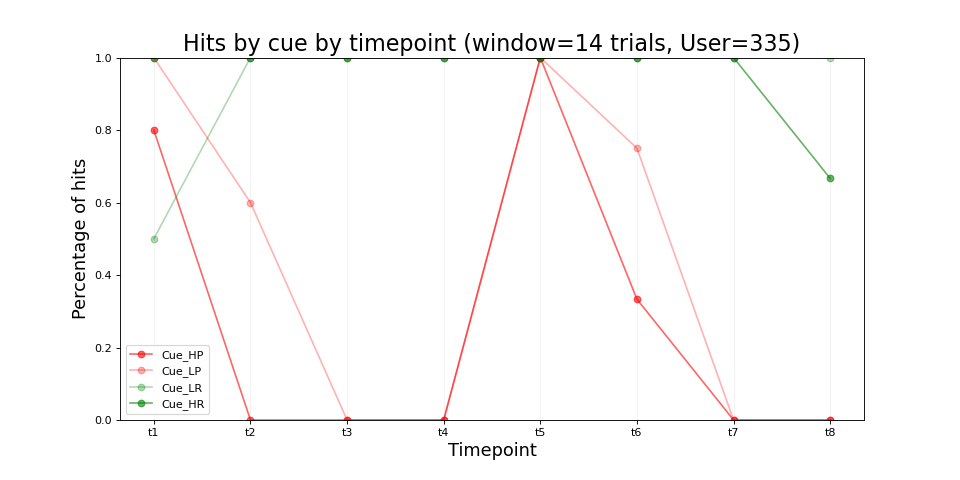 Hits by cue by timepoint (window=14 trials, User=335)
Percentage of hits
1.0
0.8
0.6
0.4
0.2
0.0
Cue_HP
Cue_LP
Cue_LR
Cue_HR
t1 t2 t3 t4 t5 t6 t7 t8
Timepoint